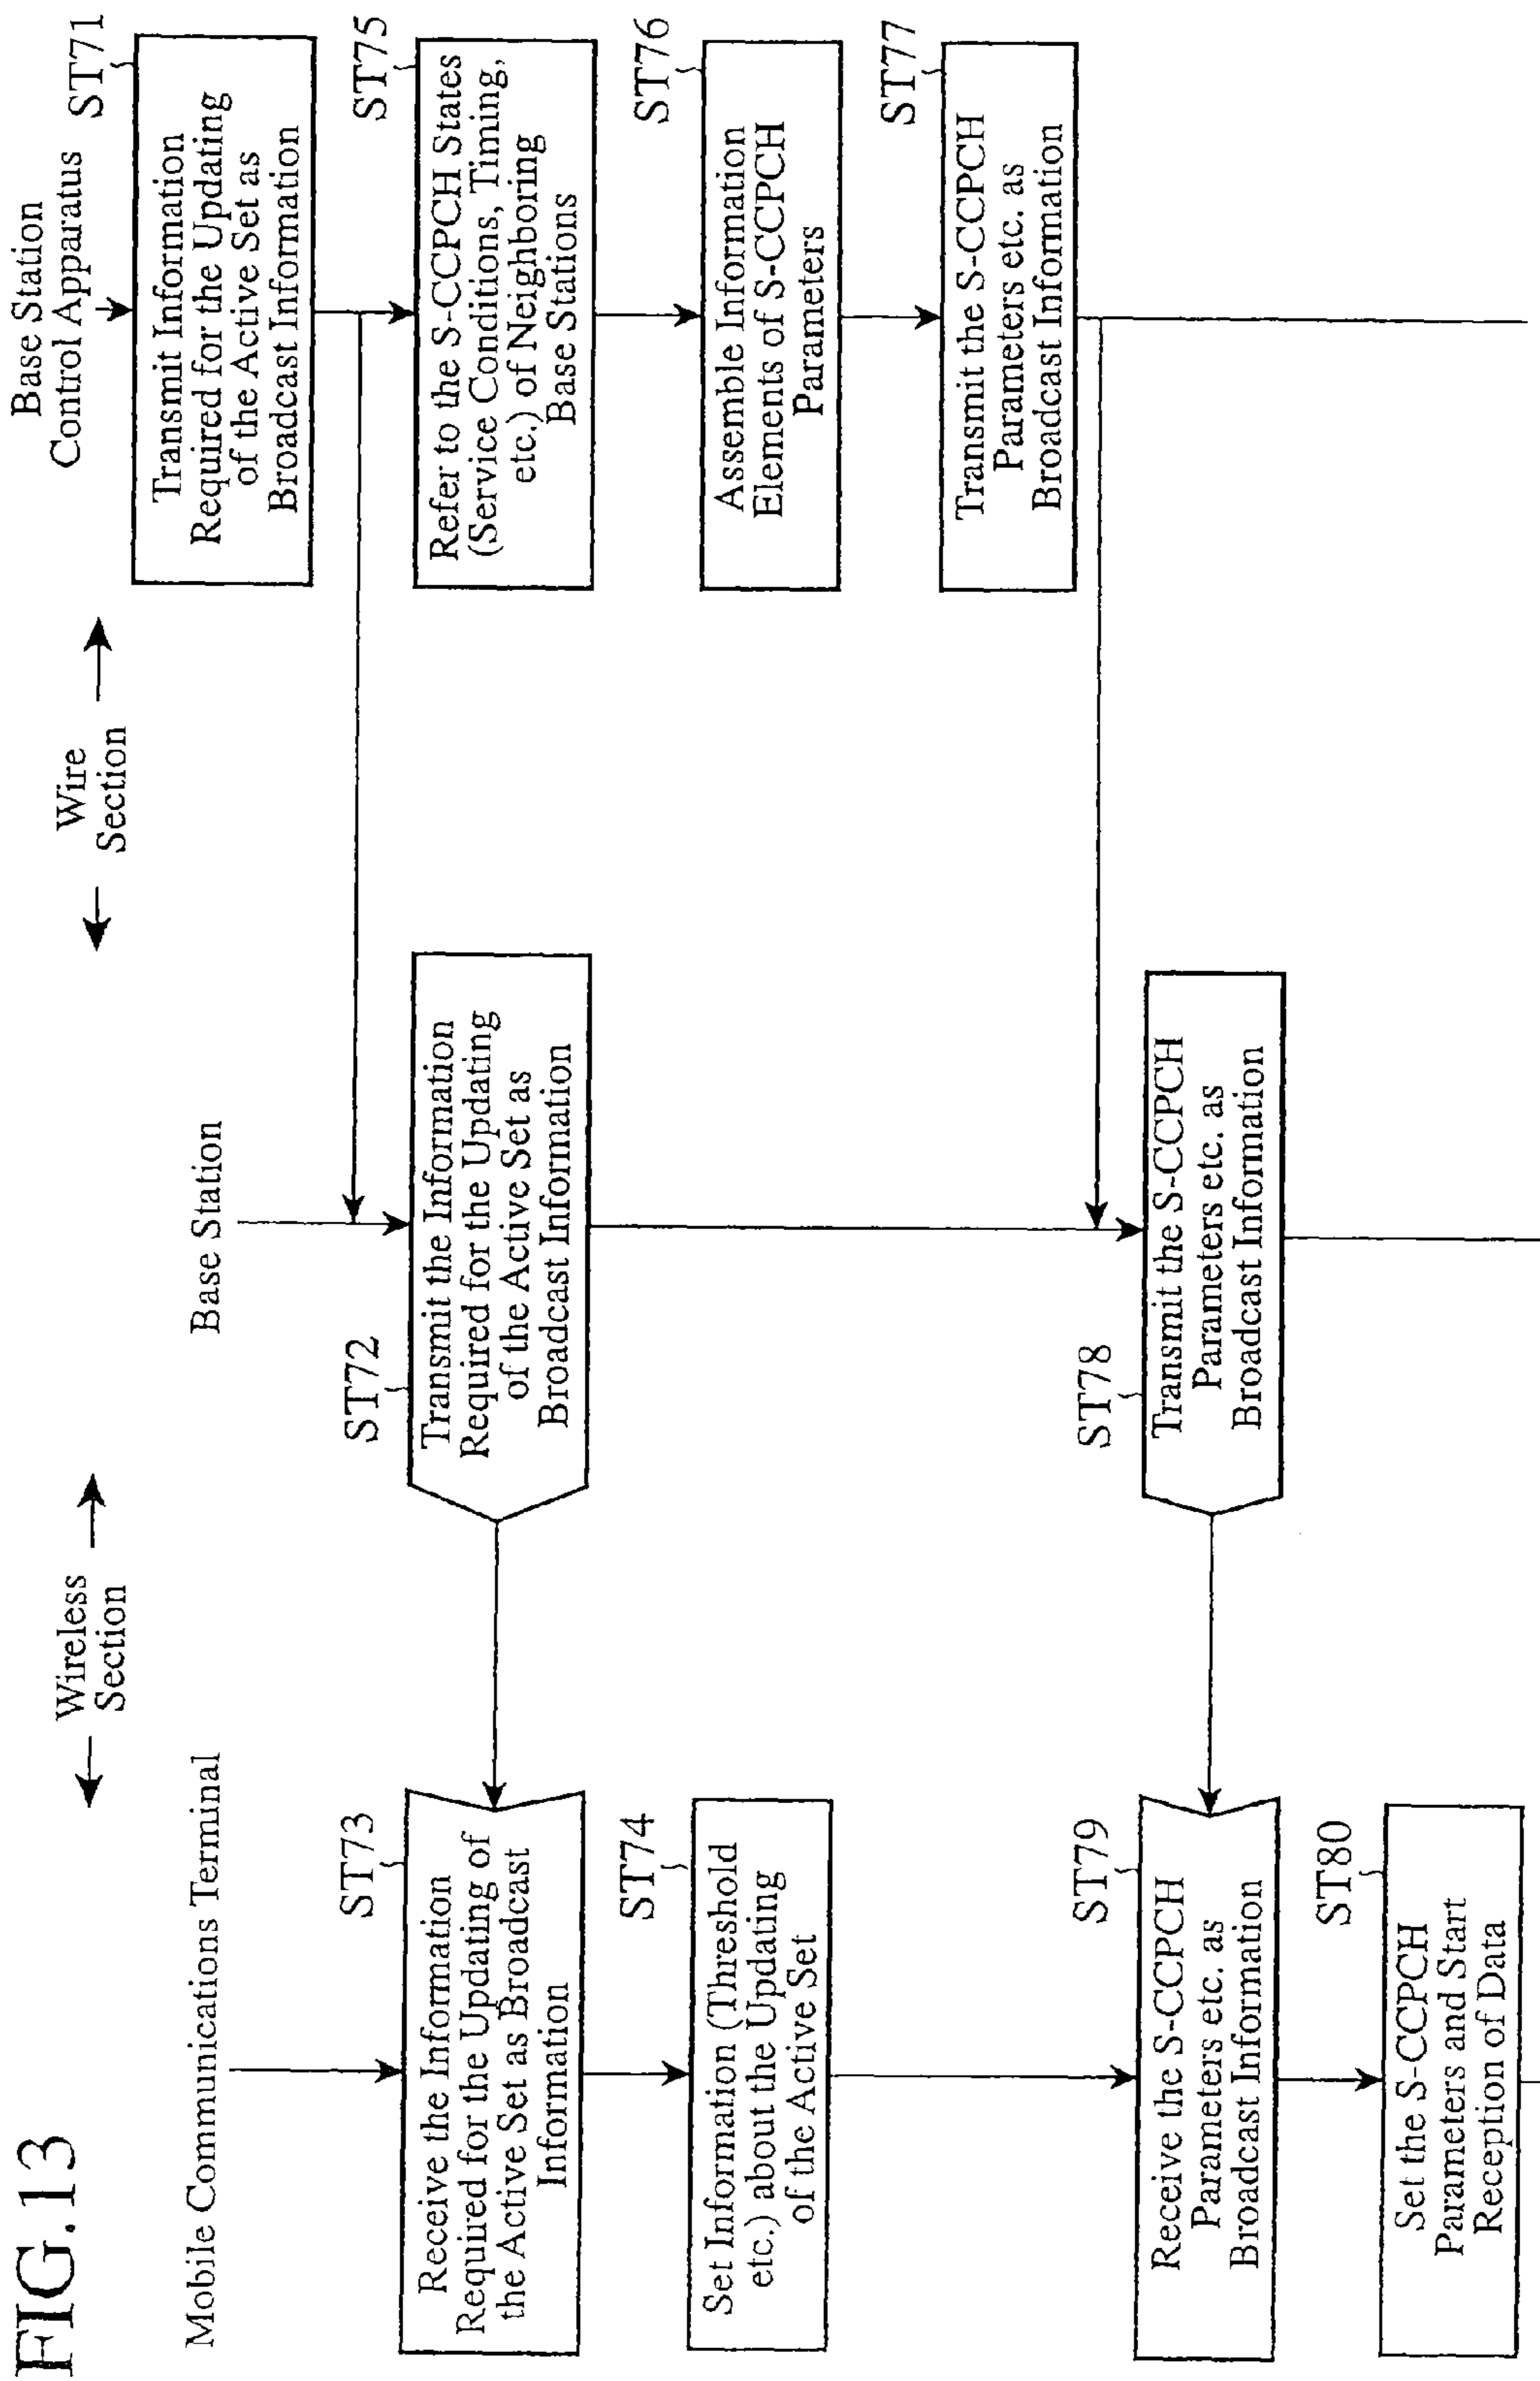 FIG.13
Wireless
Section
Wire
Section
Mobile Communications Terminal
Base Station
Base Station
Control Apparatus
ST71
Transmit Information
Required for the Updating
of the Active Set as
Broadcast Information
ST72
Transmit the Information
Required for the Updating
of the Active Set as
Broadcast Information
ST73
Receive the Information
Required for the Updating of
the Active Set as Broadcast
Information
ST74
Set Information (Threshold
etc.) about the Updating
of the Active Set
ST75
Refer to the S-CCPCH States
(Service Conditions, Timing,
etc.) of Neighboring
Base Stations
ST76
Assemble Information
Elements of S-CCPCH
Parameters
ST77
Transmit the S-CCPCH
Parameters etc. as
Broadcast Information
ST78
Transmit the S-CCPCH
Parameters etc. as
Broadcast Information
ST79
Receive the S-CCPCH
Parameters etc. as
Broadcast Information
ST80
Set the S-CCPCH
Parameters and Start
Reception of Data